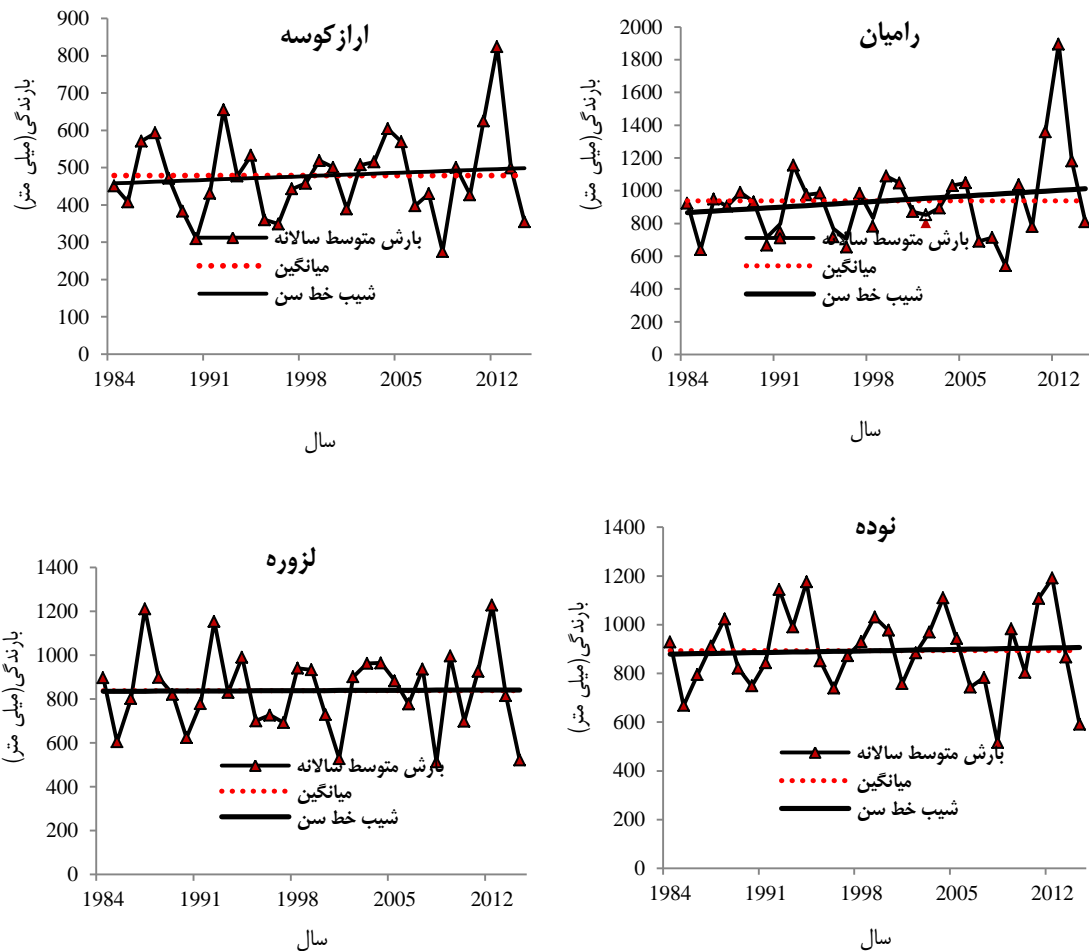 ارازکوسه
بارندگی(میلی متر)
900
800
700
600
500
400
300
200
100
0
بارش متوسط سالانه
میانگین
شیب خط سن
1984 1991 1998 2005 2012
سال
رامیان
بارندگی(میلی متر)
2000
1800
1600
1400
1200
1000
800
600
400
200
0
بارش متوسط سالانه
میانگین
شیب خط سن
1984 1991 1998 2005 2012
سال
لزوره
بارندگی(میلی متر)
1400
1200
1000
800
600
400
200
0
بارش متوسط سالانه
میانگین
شیب خط سن
1984 1991 1998 2005 2012
سال
نوده
بارندگی(میلی متر)
1400
1200
1000
800
600
400
200
0
بارش متوسط سالانه
میانگین
شیب خط سن
1984 1991 1998 2005 2012
سال